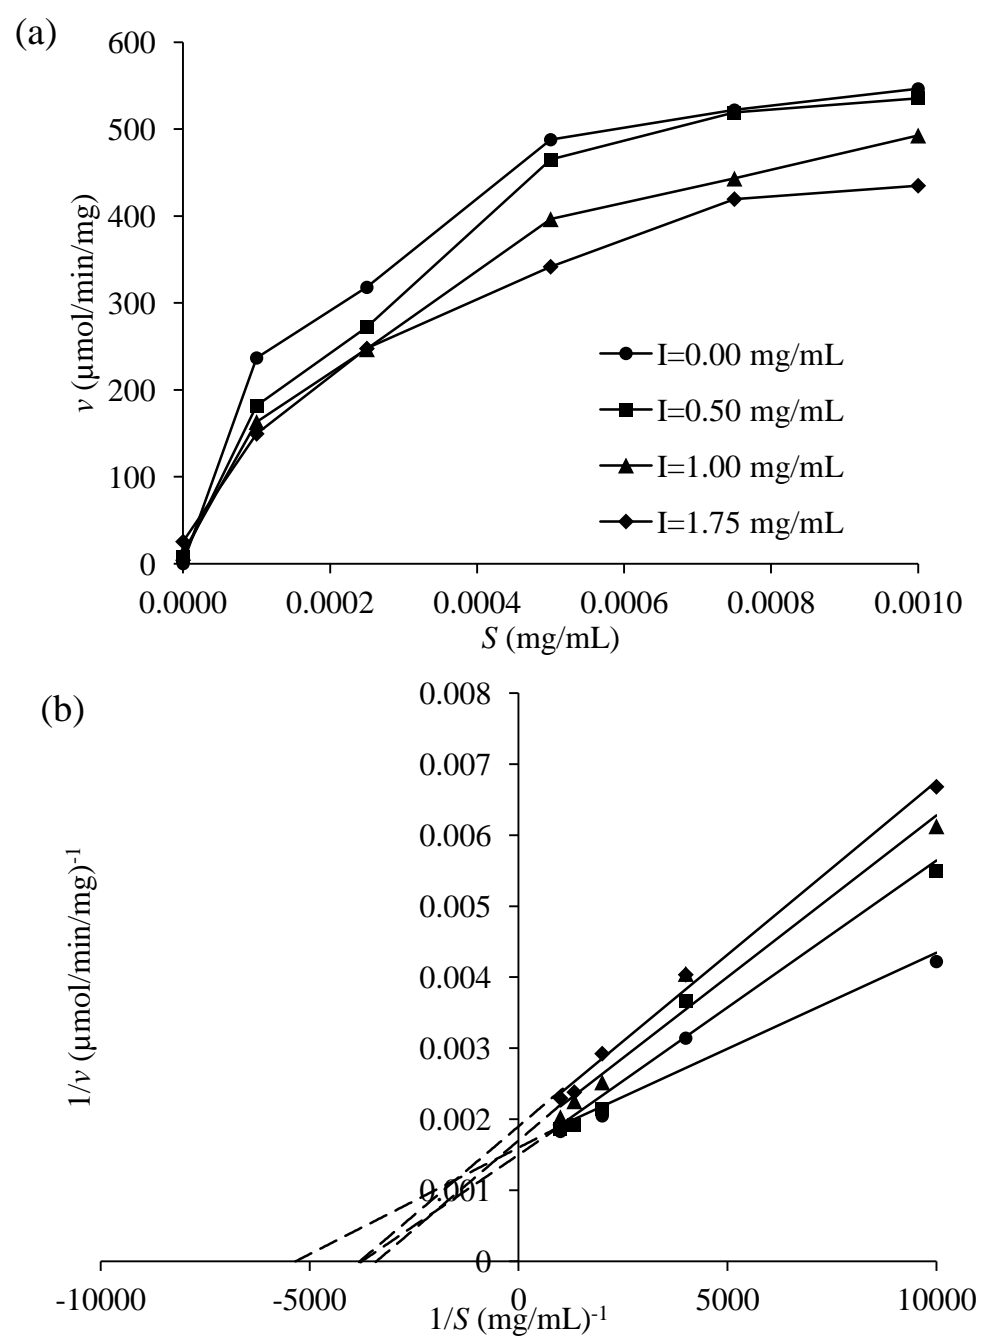 (a)
600
500
400
300
200
100
0
v (µmol/min/mg)
I=0.00 mg/mL
I=0.50 mg/mL
I=1.00 mg/mL
I=1.75 mg/mL
0.0000 0.0002 0.0004 0.0006 0.0008 0.0010
S (mg/mL)
(b)
0.008
0.007
0.006
0.005
0.004
0.003
0.002
0.001
0
1/v (µmol/min/mg)-1
-10000 -5000 0 5000 10000
1/S (mg/mL)-1